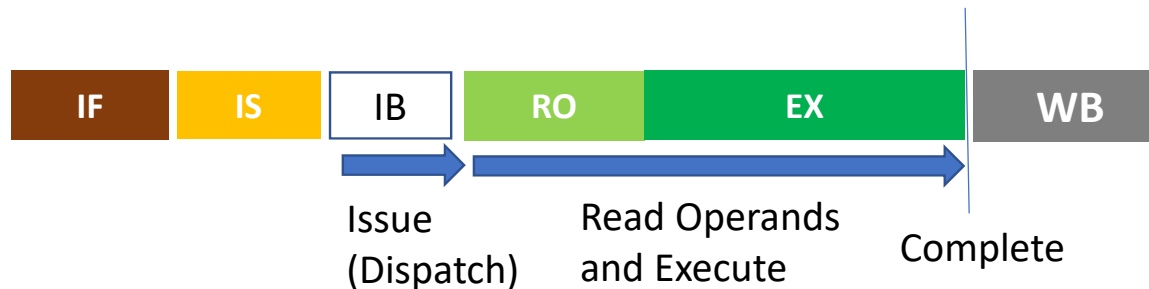 IF IS IB RO EX WB
Issue
(Dispatch)
Read Operands
and Execute
Complete